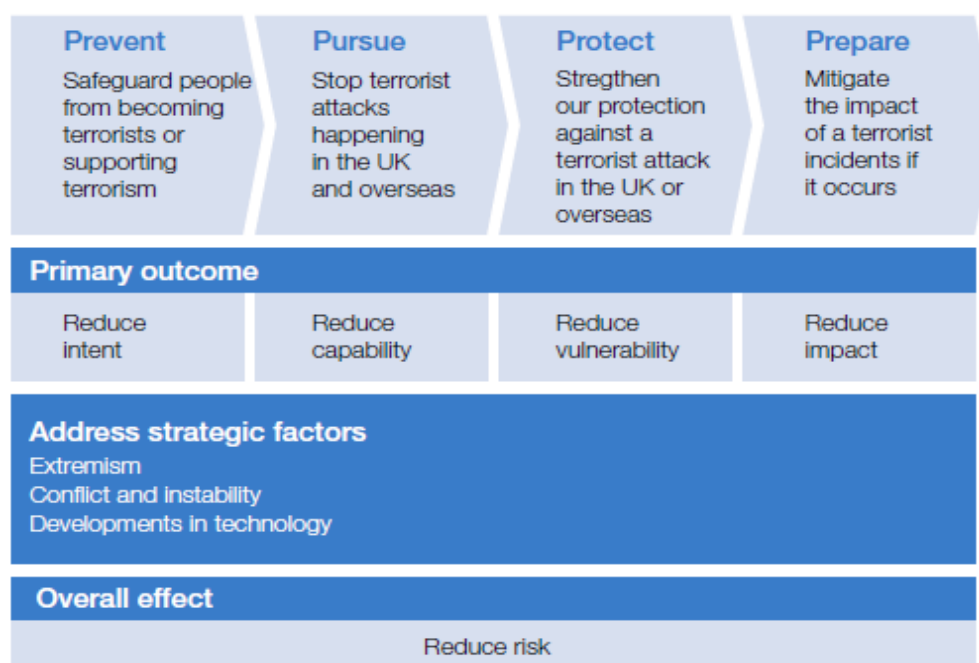 Prevent
Safeguard people
from becoming
terrorists or
supporting
terrorism
Pursue
Stop terrorist
attacks
happening
in the UK
and overseas
Protect
Stregthen
our protection
against a
terrorist attack
in the UK or
overseas
Prepare
Mitigate
the impact
of a terrorist
incidents if
it occurs
Primary outcome
Reduce
intent
Reduce
capability
Reduce
vulnerability
Reduce
impact
Address strategic factors
Extremism
Conflict and instability
Developments in technology
Overall effect
Reduce risk